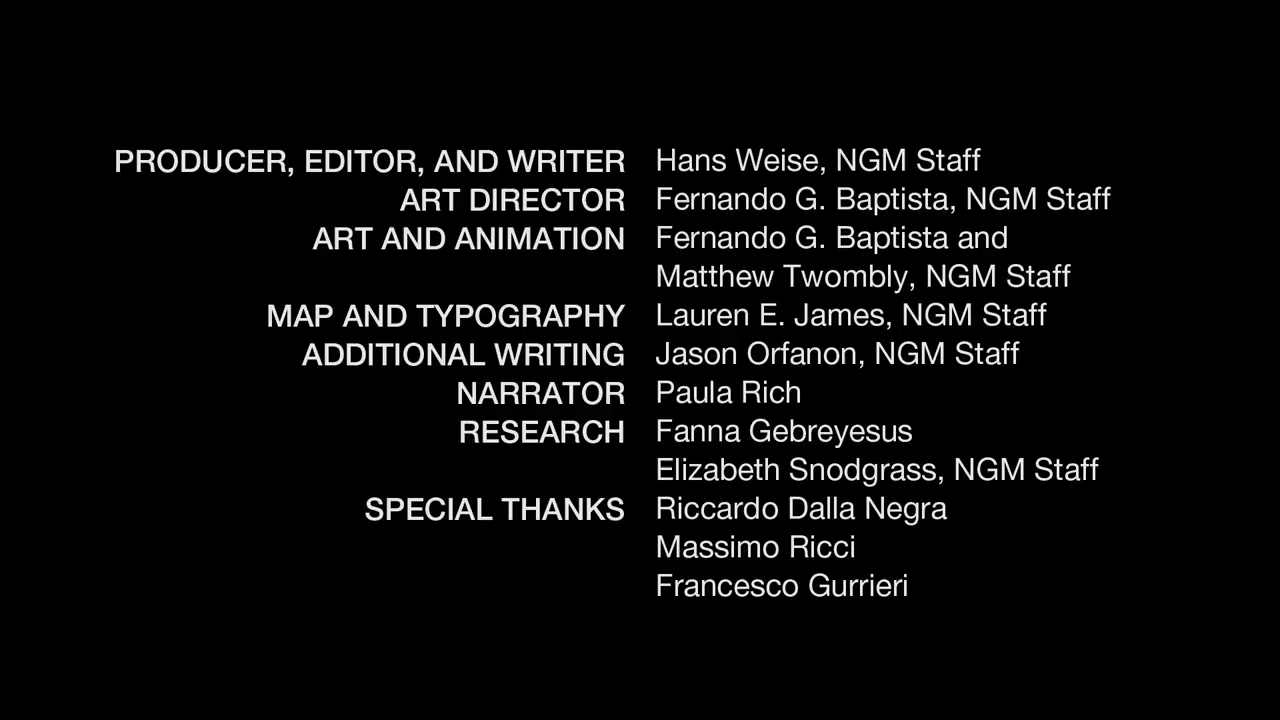 PRODUCER, EDITOR, AND WRITER Hans Weise, NGM Staff
ART DIRECTOR Fernando G. Baptista, NGM Staff
ART AND ANIMATION Fernando G. Baptista and
Matthew Twombly, NGM Staff
MAP AND TYPOGRAPHY Lauren E. James, NGM Staff
ADDITIONAL WRITING Jason Orfanon, NGM Staff
NARRATOR Paula Rich
RESEARCH Fanna Gebreyesus
Elizabeth Snodgrass, NGM Staff
SPECIAL THANKS Riccardo Dalla Negra
Massimo Ricci
Francesco Gurrieri